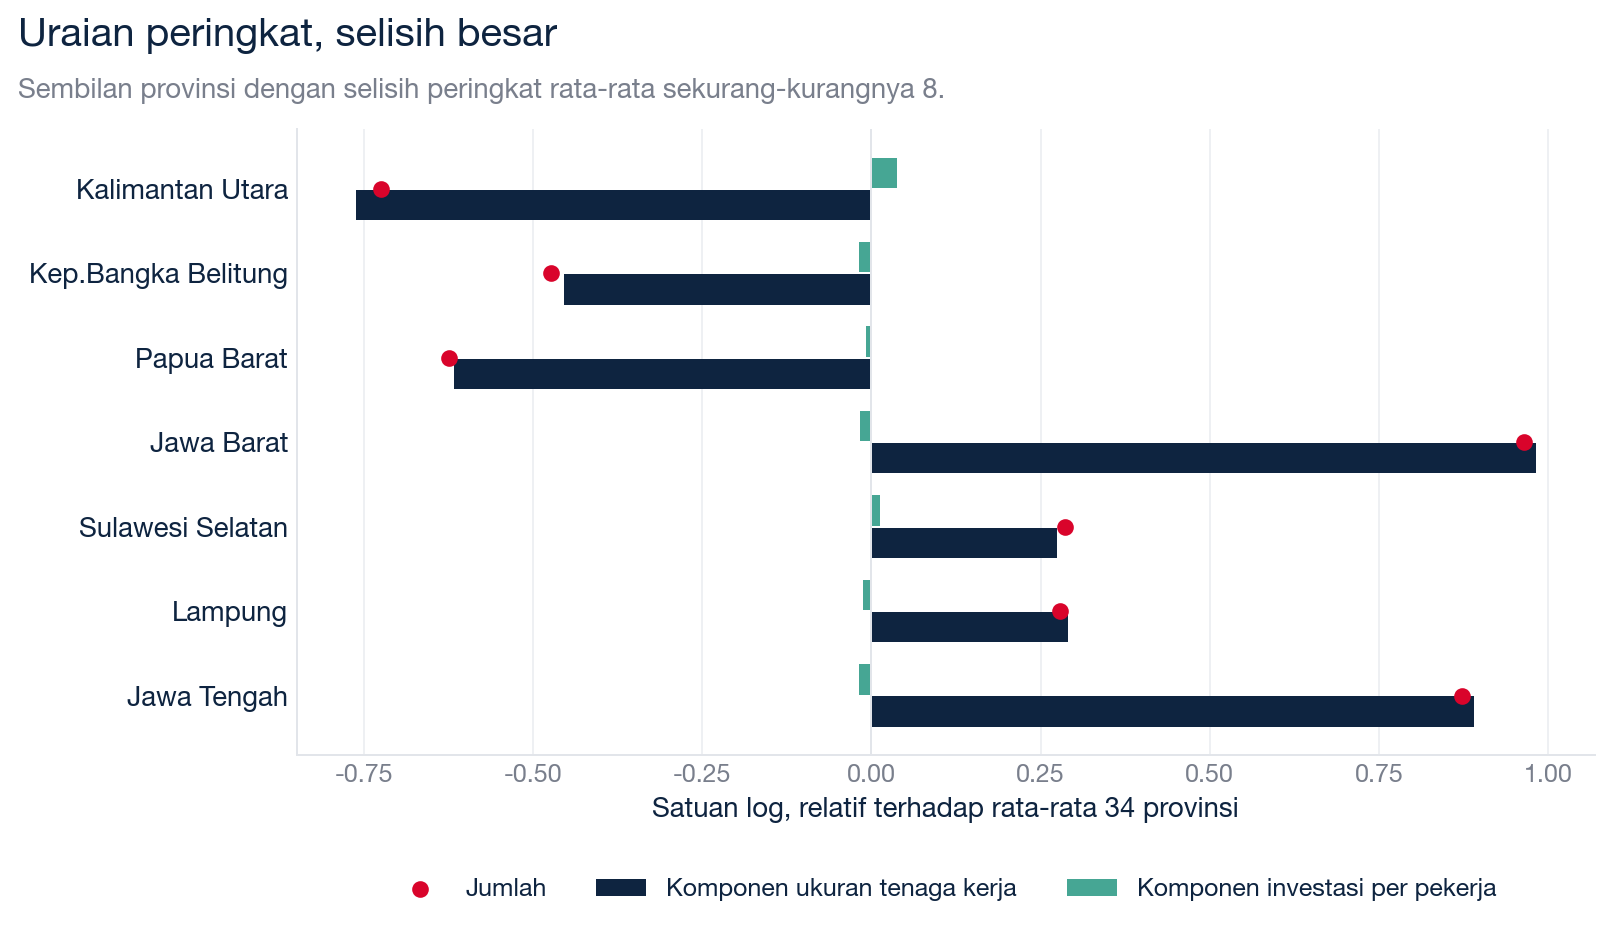 Uraian peringkat, selisih besar
Sembilan provinsi dengan selisih peringkat rata-rata sekurang-kurangnya 8.
Kalimantan Utara
Kep.Bangka Belitung
Papua Barat
Jawa Barat
Sulawesi Selatan
Lampung
Jawa Tengah
-0.75 -0.50 -0.25 0.00 0.25 0.50 0.75 1.00
Satuan log, relatif terhadap rata-rata 34 provinsi
Jumlah Komponen ukuran tenaga kerja Komponen investasi per pekerja